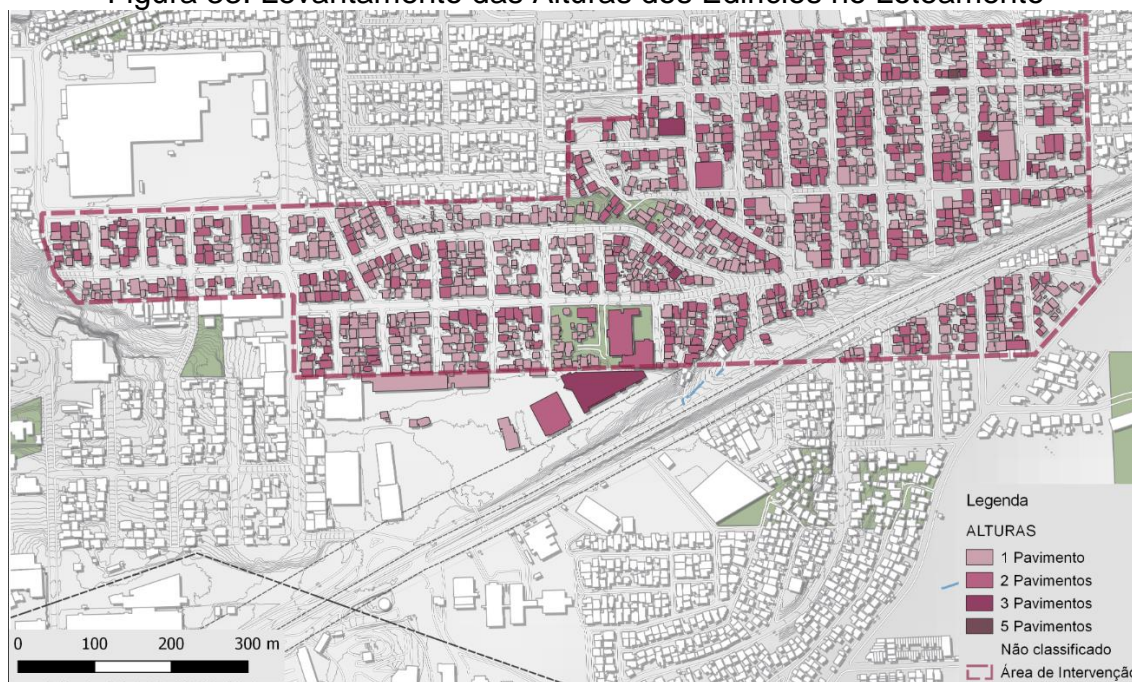 Figura 63. Levantamento das Alturas dos Edifícios no Loteamento
Legenda
ALTURAS
1 Pavimento
2 Pavimentos
3 Pavimentos
5 Pavimentos
Não classificado
Área de Intervenção
0 100 200 300 m